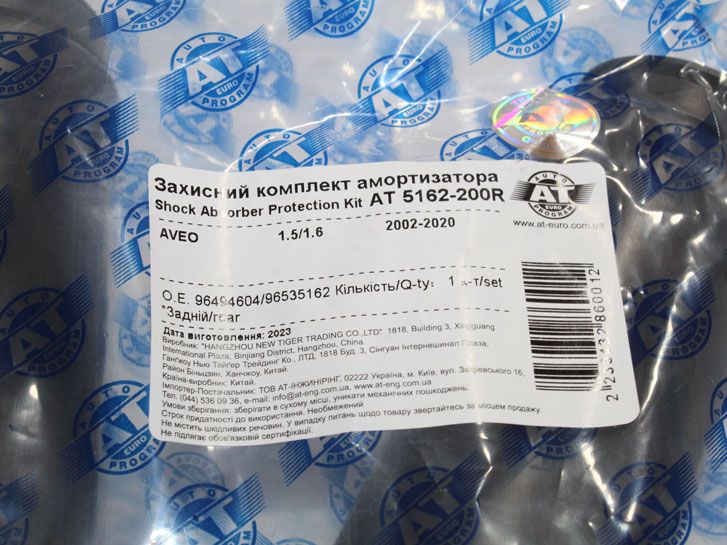 AUTO
AT
EURO
PROGRAM
Захисний комплект амортизатора
Shock Absorber Protection Kit AT 5162-200R
www.at-euro.com.ua
AVEO 1.5/1.6 2002-2020
O.E. 96494604/96535162 Кількість/Q-ty: 1 к-т/set
*Задній/rear
Дата виготовлення: 2023
Виробник: "HANGZHOU NEW TIGER TRADING CO.,LTD" 1818, Building 3, Xingguang
International Plaza, Binjiang District, Hangzhou, China.
Гангжоу Нью Тайгер Трейдінг Ко., ЛТД. 1818 Буд. 3, Сінгуан Інтернешинал Плаза,
Район Біньцзян, Ханчжоу, Китай.
Країна-виробник: Китай.
Імпортер-Постачальник: ТОВ АТ-ІНЖИНІРІНГ, 02222 Україна, м. Київ, вул. Закревського 16,
Тел. (044) 536 09 36, e-mail: info@at-eng.com.ua, www.at-eng.com.ua
Умови зберігання: зберігати в сухому місці, уникати механічних пошкоджень.
Строк придатності до використання: Необмежений
Не містить шкідливих речовин. У випадку питань щодо товару звертайтесь за місцем продажу.
Не підлягає обов'язковій сертифікації.